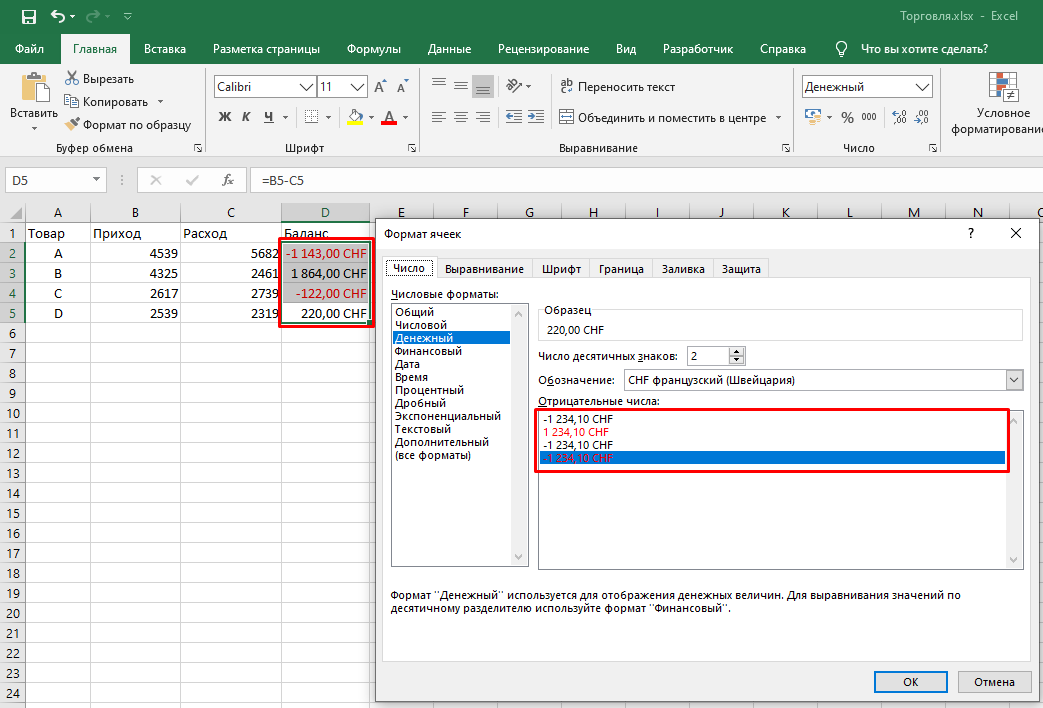 Торговля.xlsx - Excel
Файл Главная Вставка Разметка страницы Формулы Данные Рецензирование Вид Разработчик Справка Что вы хотите сделать?
Вставить
Вырезать
Копировать
Формат по образцу
Буфер обмена
Calibri 11
Ж К Ч
Шрифт
Переносить текст
Объединить и поместить в центре
Выравнивание
Денежный
% 000
Число
Условное
форматировани
D5 fx =B5-C5
A B C D E F G H I J K L M N
1 Товар Приход Расход Баланс
2 A 4539 5682 -1 143,00 CHF
3 B 4325 2461 1 864,00 CHF
4 C 2617 2739 -122,00 CHF
5 D 2539 2319 220,00 CHF
6
7
8
9
10
11
12
13
14
15
16
17
18
19
20
21
22
23
24
Формат ячеек ?
Число Выравнивание Шрифт Граница Заливка Защита
Числовые форматы:
Общий
Числовой
Денежный
Финансовый
Дата
Время
Процентный
Дробный
Экспоненциальный
Текстовый
Дополнительный
(все форматы)
Образец
220,00 CHF
Число десятичных знаков: 2
Обозначение: CHF французский (Швейцария)
Отрицательные числа:
-1 234,10 CHF
1 234,10 CHF
-1 234,10 CHF
-1 234,10 CHF
Формат "Денежный" используется для отображения денежных величин. Для выравнивания значений по
десятичному разделителю используйте формат "Финансовый".
ОК Отмена